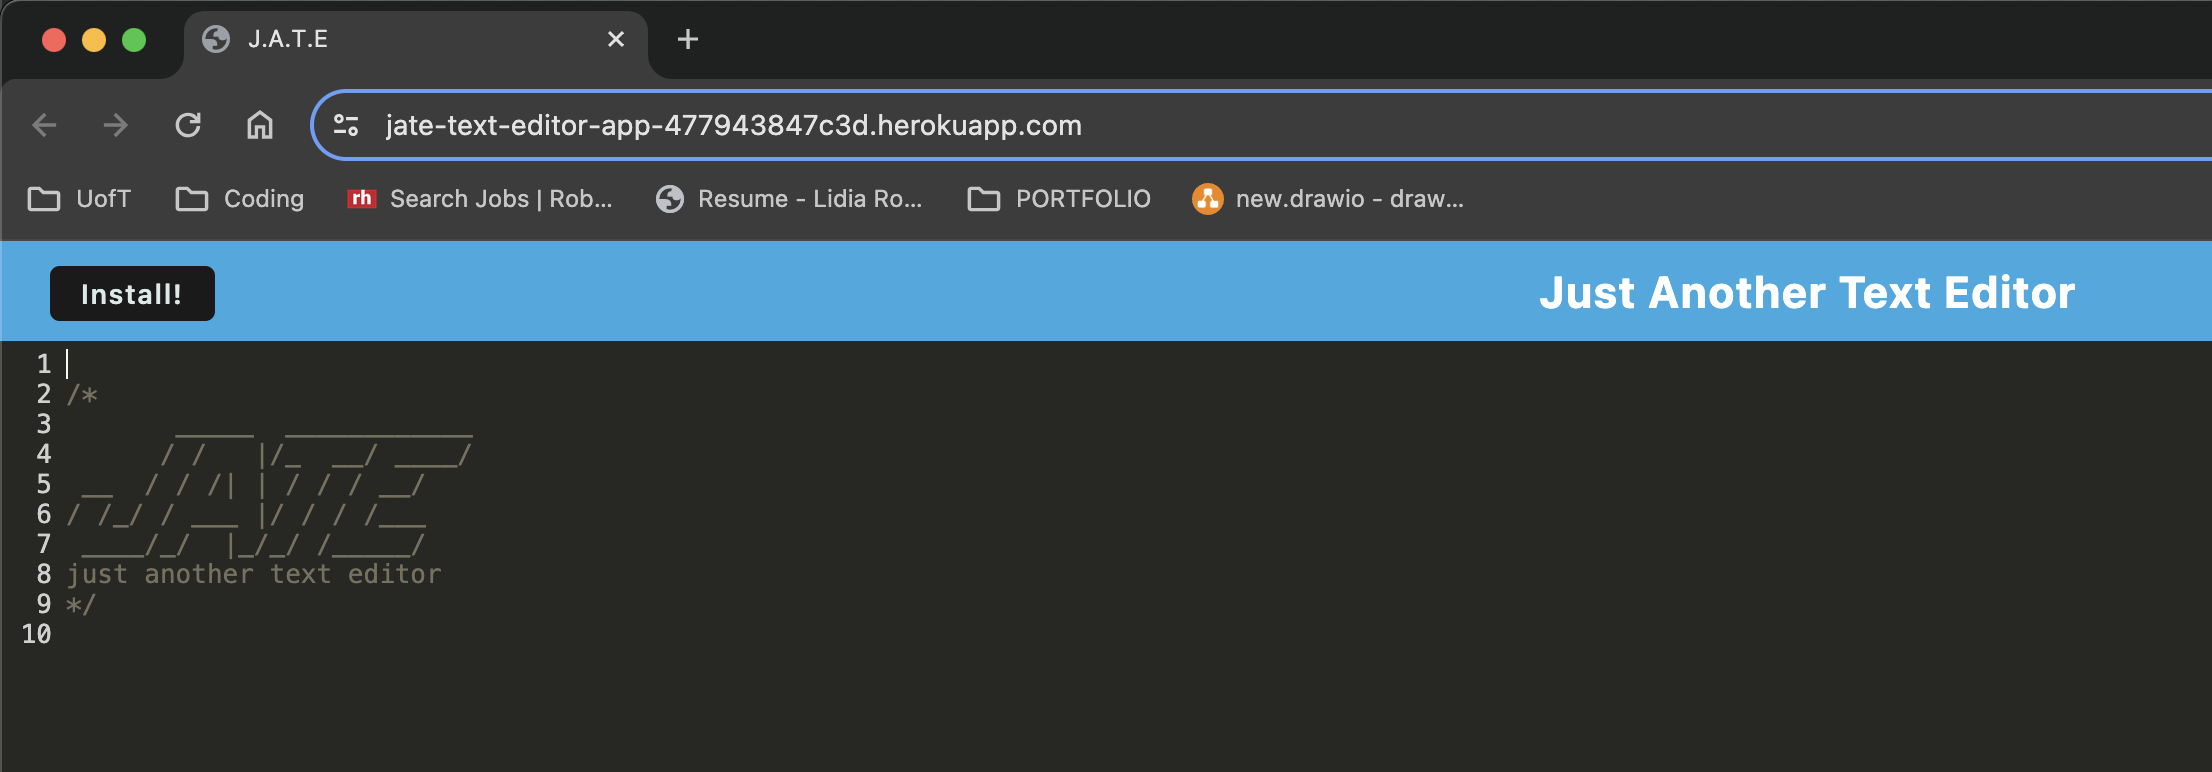 J.A.T.E
jate-text-editor-app-477943847c3d.herokuapp.com
UofT Coding rh Search Jobs | Rob... Resume - Lidia Ro... PORTFOLIO new.drawio - draw...
Install! Just Another Text Editor
1
2 /*
3        _____  ____________
4       / /   |/_  __/ ____/
5  __  / / /| | / / / __/
6 / /_/ / ___ |/ / / /___
7  ____/_/  |_/_/ /_____/
8 just another text editor
9 */
10